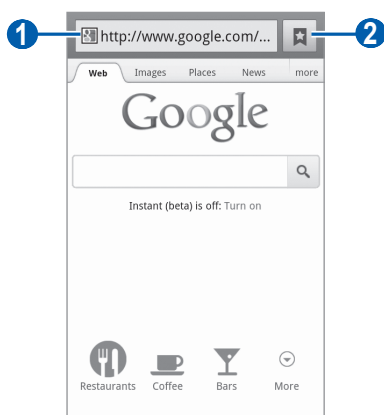 1 http://www.google.com/... 2
Web Images Places News more
Google
Instant (beta) is off: Turn on
Restaurants Coffee Bars More